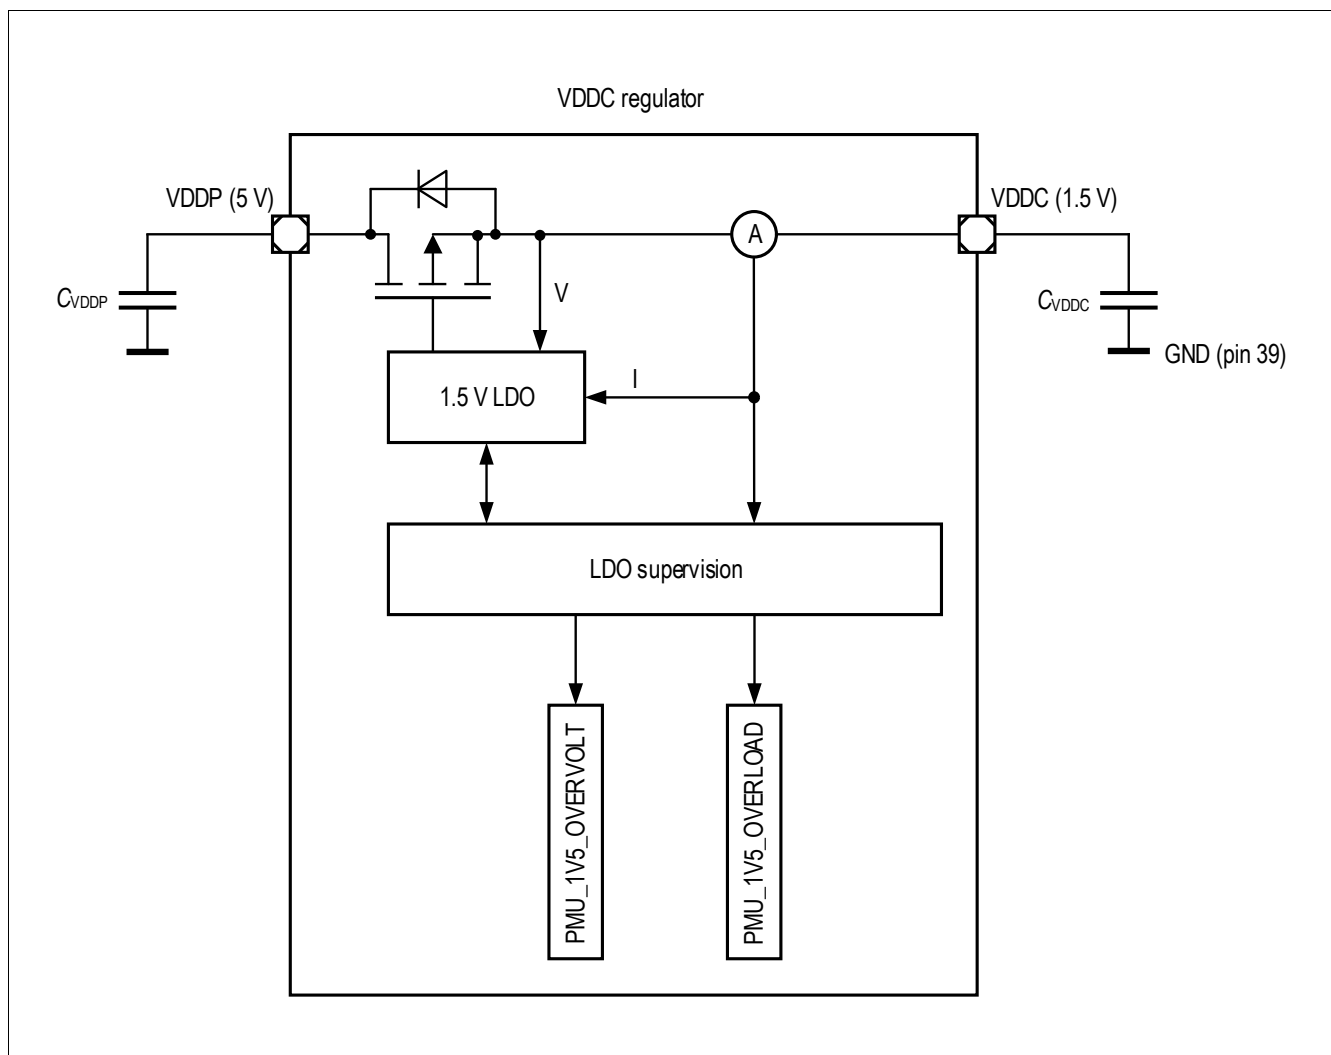 VDDC regulator
VDDP (5 V)
VDDC (1.5 V)
A
CVDDP
V
CVDDC
GND (pin 39)
I
1.5 V LDO
LDO supervision
PMU_1V5_OVERVOLT
PMU_1V5_OVERLOAD